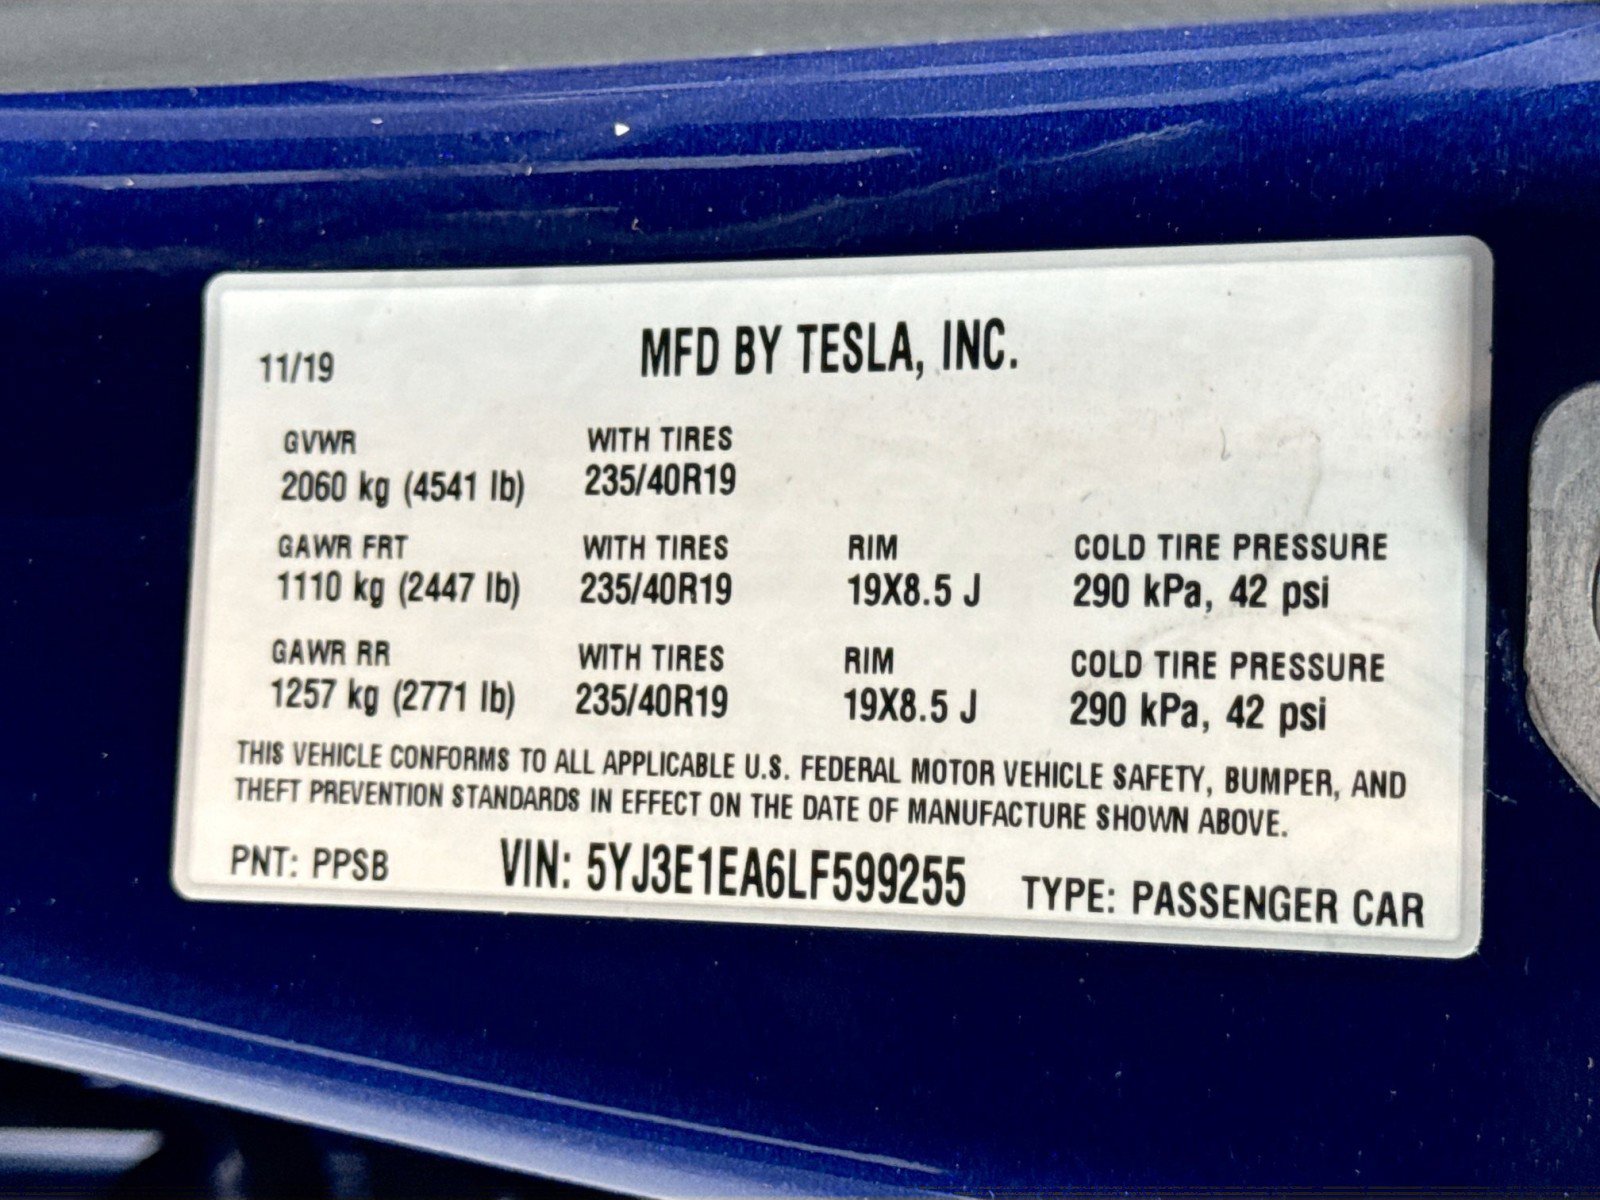 MFD BY TESLA, INC.
11/19
GVWR WITH TIRES
2060 kg (4541 lb) 235/40R19
GAWR FRT WITH TIRES RIM COLD TIRE PRESSURE
1110 kg (2447 lb) 235/40R19 19X8.5 J 290 kPa, 42 psi
GAWR RR WITH TIRES RIM COLD TIRE PRESSURE
1257 kg (2771 lb) 235/40R19 19X8.5 J 290 kPa, 42 psi
THIS VEHICLE CONFORMS TO ALL APPLICABLE U.S. FEDERAL MOTOR VEHICLE SAFETY, BUMPER, AND
THEFT PREVENTION STANDARDS IN EFFECT ON THE DATE OF MANUFACTURE SHOWN ABOVE.
PNT: PPSB VIN: 5YJ3E1EA6LF599255 TYPE: PASSENGER CAR